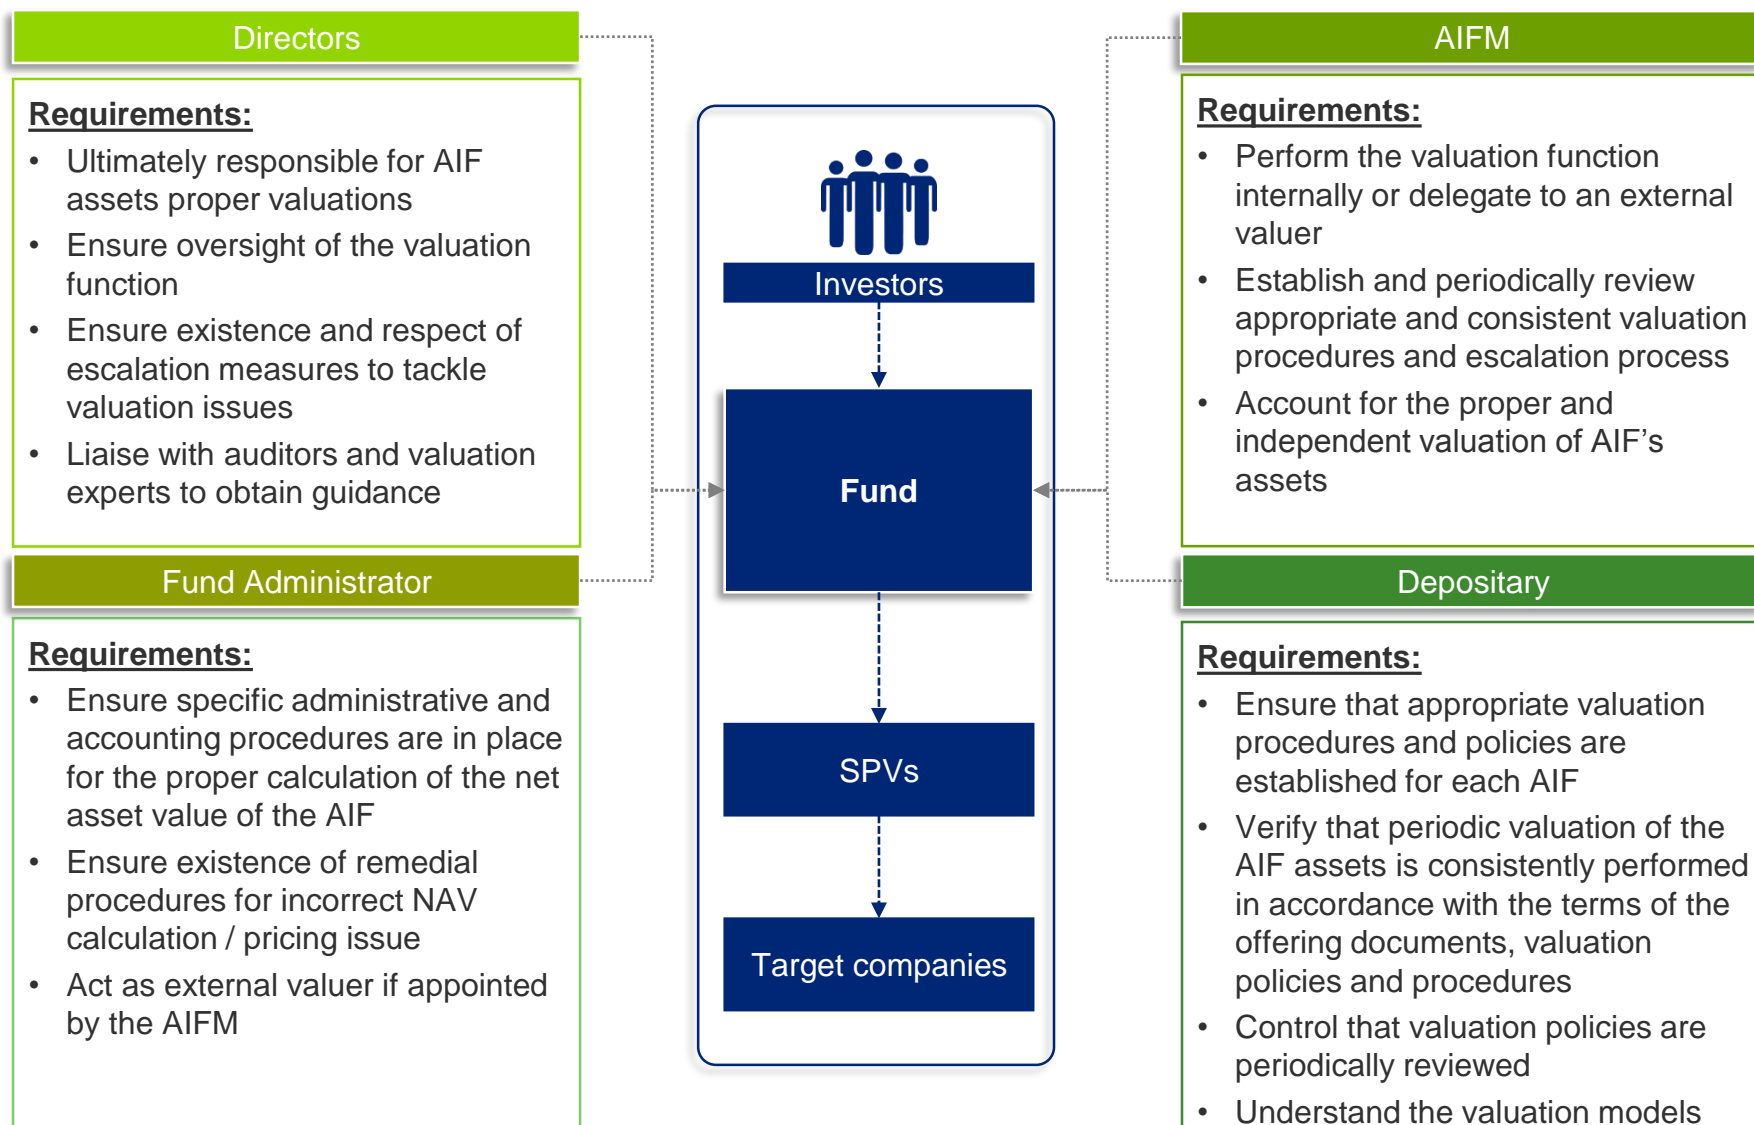 Directors
Requirements:
• Ultimately responsible for AIF
assets proper valuations
• Ensure oversight of the valuation
function
• Ensure existence and respect of
escalation measures to tackle
valuation issues
• Liaise with auditors and valuation
experts to obtain guidance
Fund Administrator
Requirements:
• Ensure specific administrative and
accounting procedures are in place
for the proper calculation of the net
asset value of the AIF
• Ensure existence of remedial
procedures for incorrect NAV
calculation / pricing issue
• Act as external valuer if appointed
by the AIFM
Investors
Fund
SPVs
Target companies
AIFM
Requirements:
• Perform the valuation function
internally or delegate to an external
valuer
• Establish and periodically review
appropriate and consistent valuation
procedures and escalation process
• Account for the proper and
independent valuation of AIF’s
assets
Depositary
Requirements:
• Ensure that appropriate valuation
procedures and policies are
established for each AIF
• Verify that periodic valuation of the
AIF assets is consistently performed
in accordance with the terms of the
offering documents, valuation
policies and procedures
• Control that valuation policies are
periodically reviewed
• Understand the valuation models